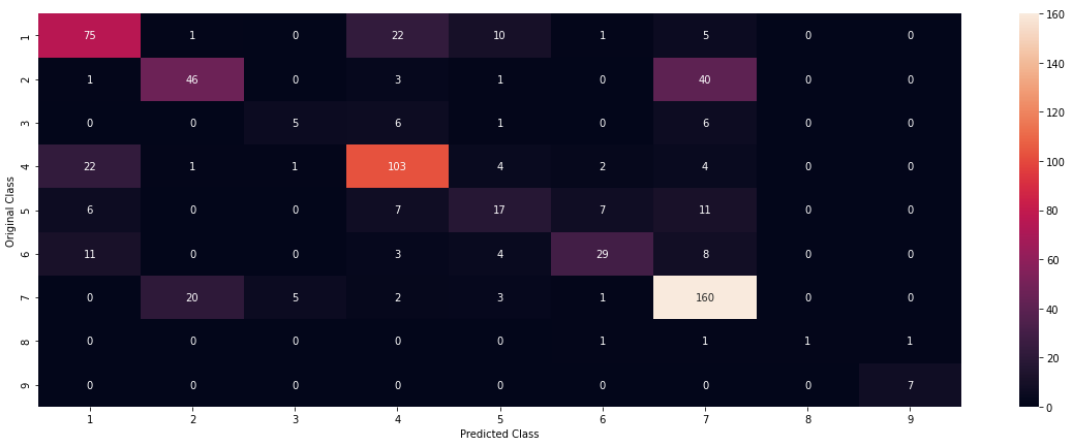 1 75 1 0 22 10 1 5 0 0
2 1 46 0 3 1 0 40 0 0
3 0 0 5 6 1 0 6 0 0
4 22 1 1 103 4 2 4 0 0
5 6 0 0 7 17 7 11 0 0
6 11 0 0 3 4 29 8 0 0
7 0 20 5 2 3 1 160 0 0
8 0 0 0 0 0 1 1 1 1
9 0 0 0 0 0 0 0 0 7
1 2 3 4 5 6 7 8 9
Predicted Class
Original Class
160
140
120
100
80
60
40
20
0